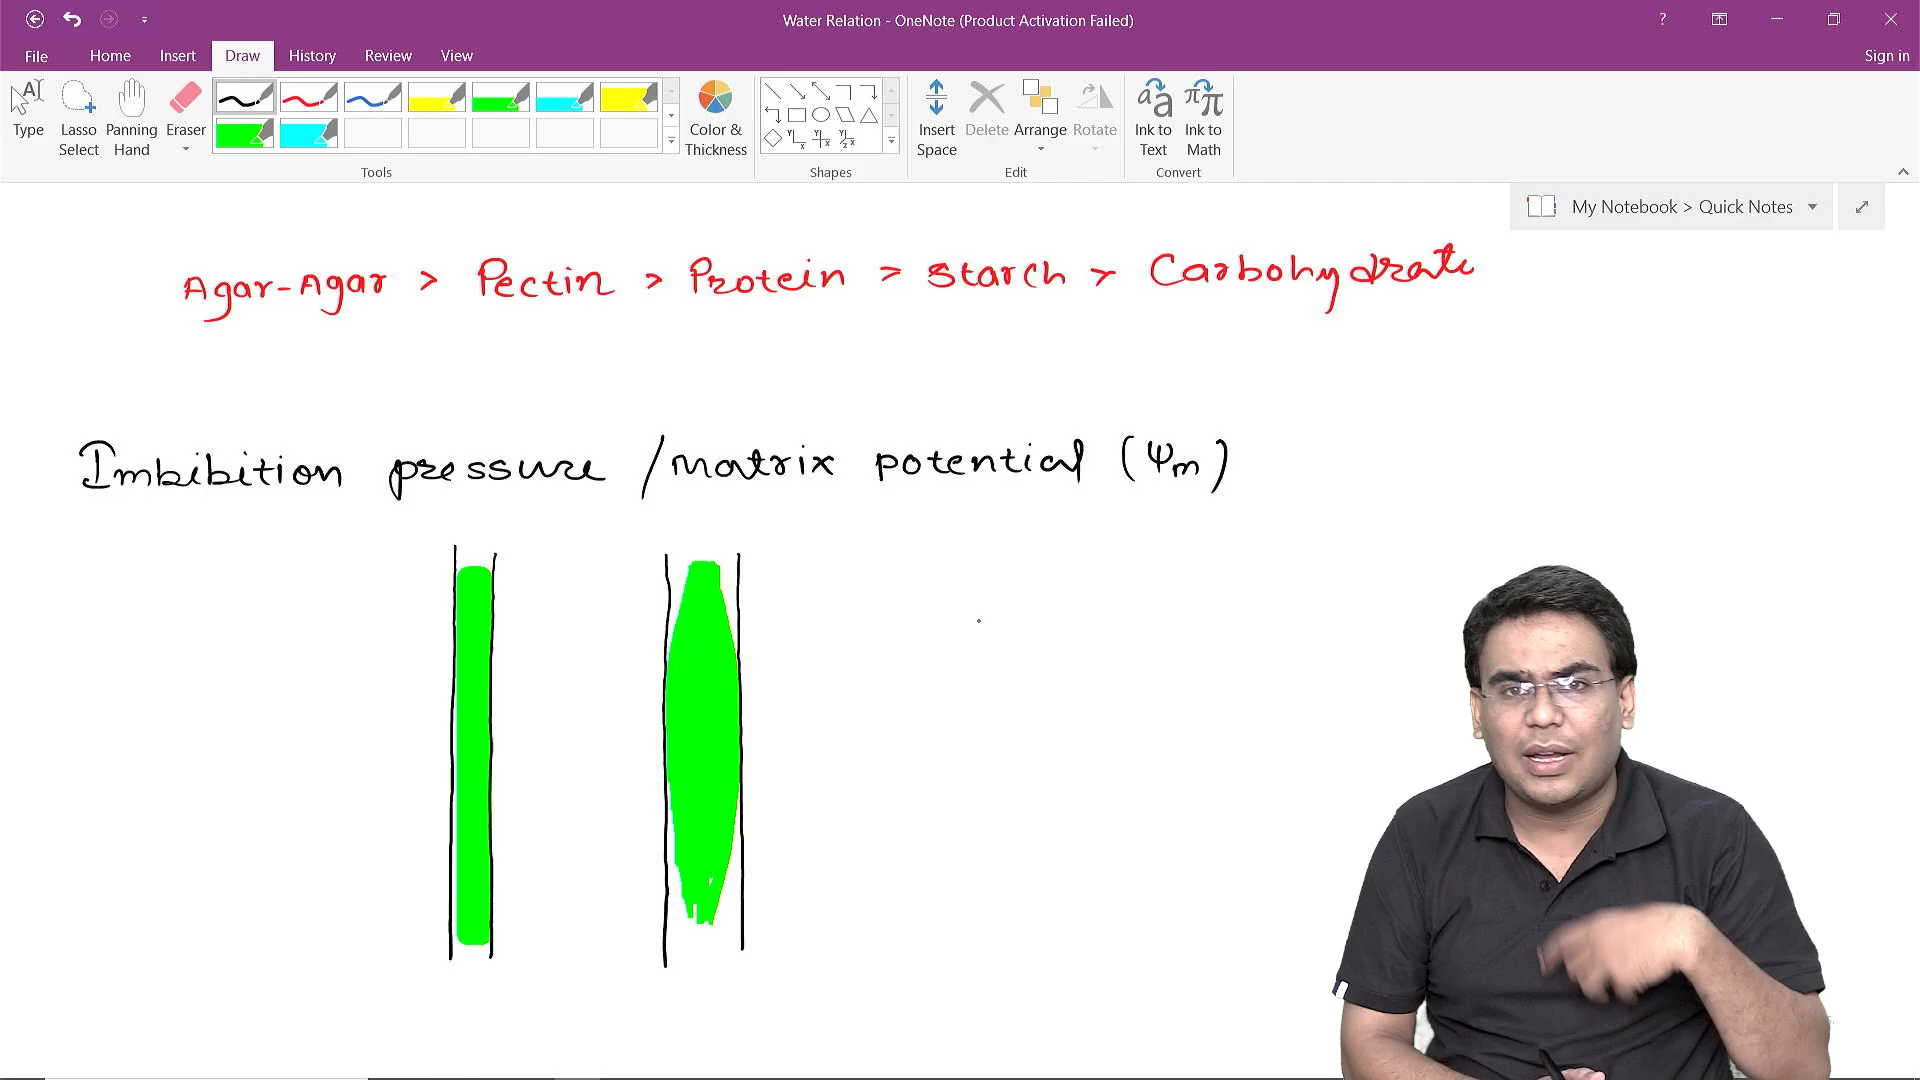 Water Relation - OneNote (Product Activation Failed)
?
File Home Insert Draw History Review View Sign in
Type Lasso Select Panning Hand Eraser Color & Thickness Insert Space Delete Arrange Rotate Ink to Text Ink to Math
Tools Shapes Edit Convert
My Notebook > Quick Notes
Agar-Agar > Pectin > Protein > Starch > Carbohydrate
Imbibition pressure / matrix potential (Ψm)